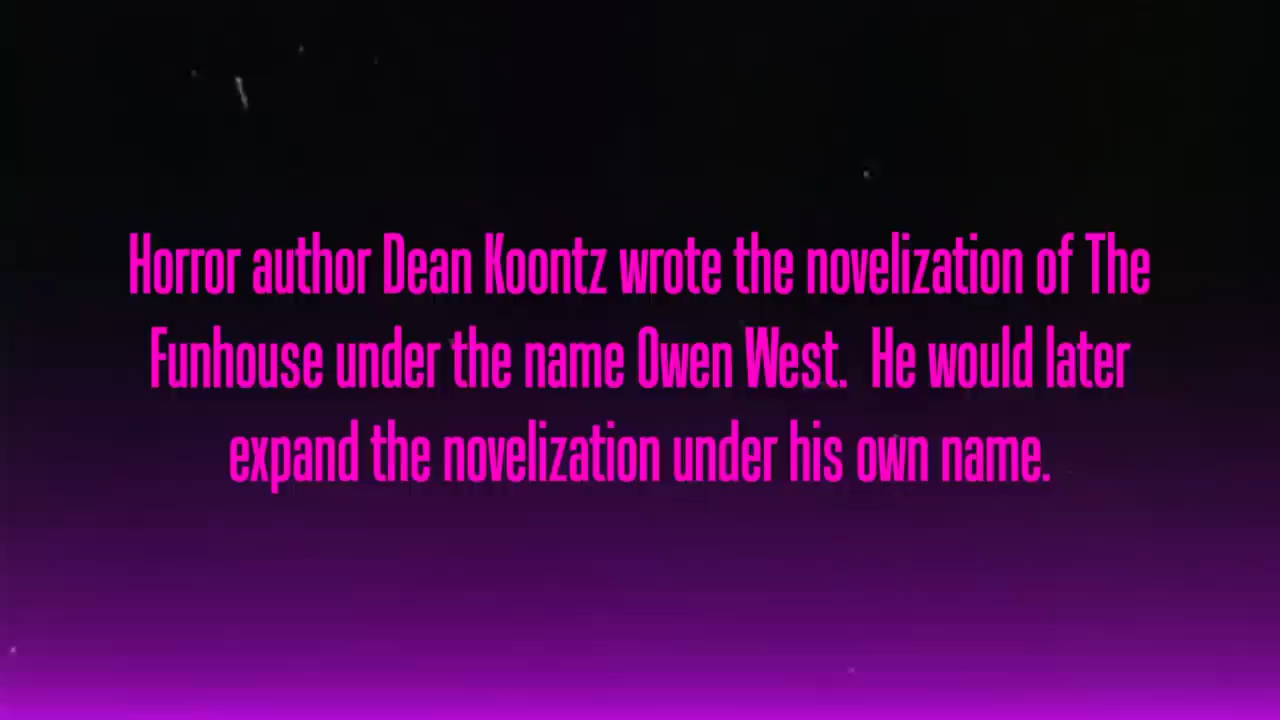 Horror author Dean Koontz wrote the novelization of The
Funhouse under the name Owen West.  He would later
expand the novelization under his own name.